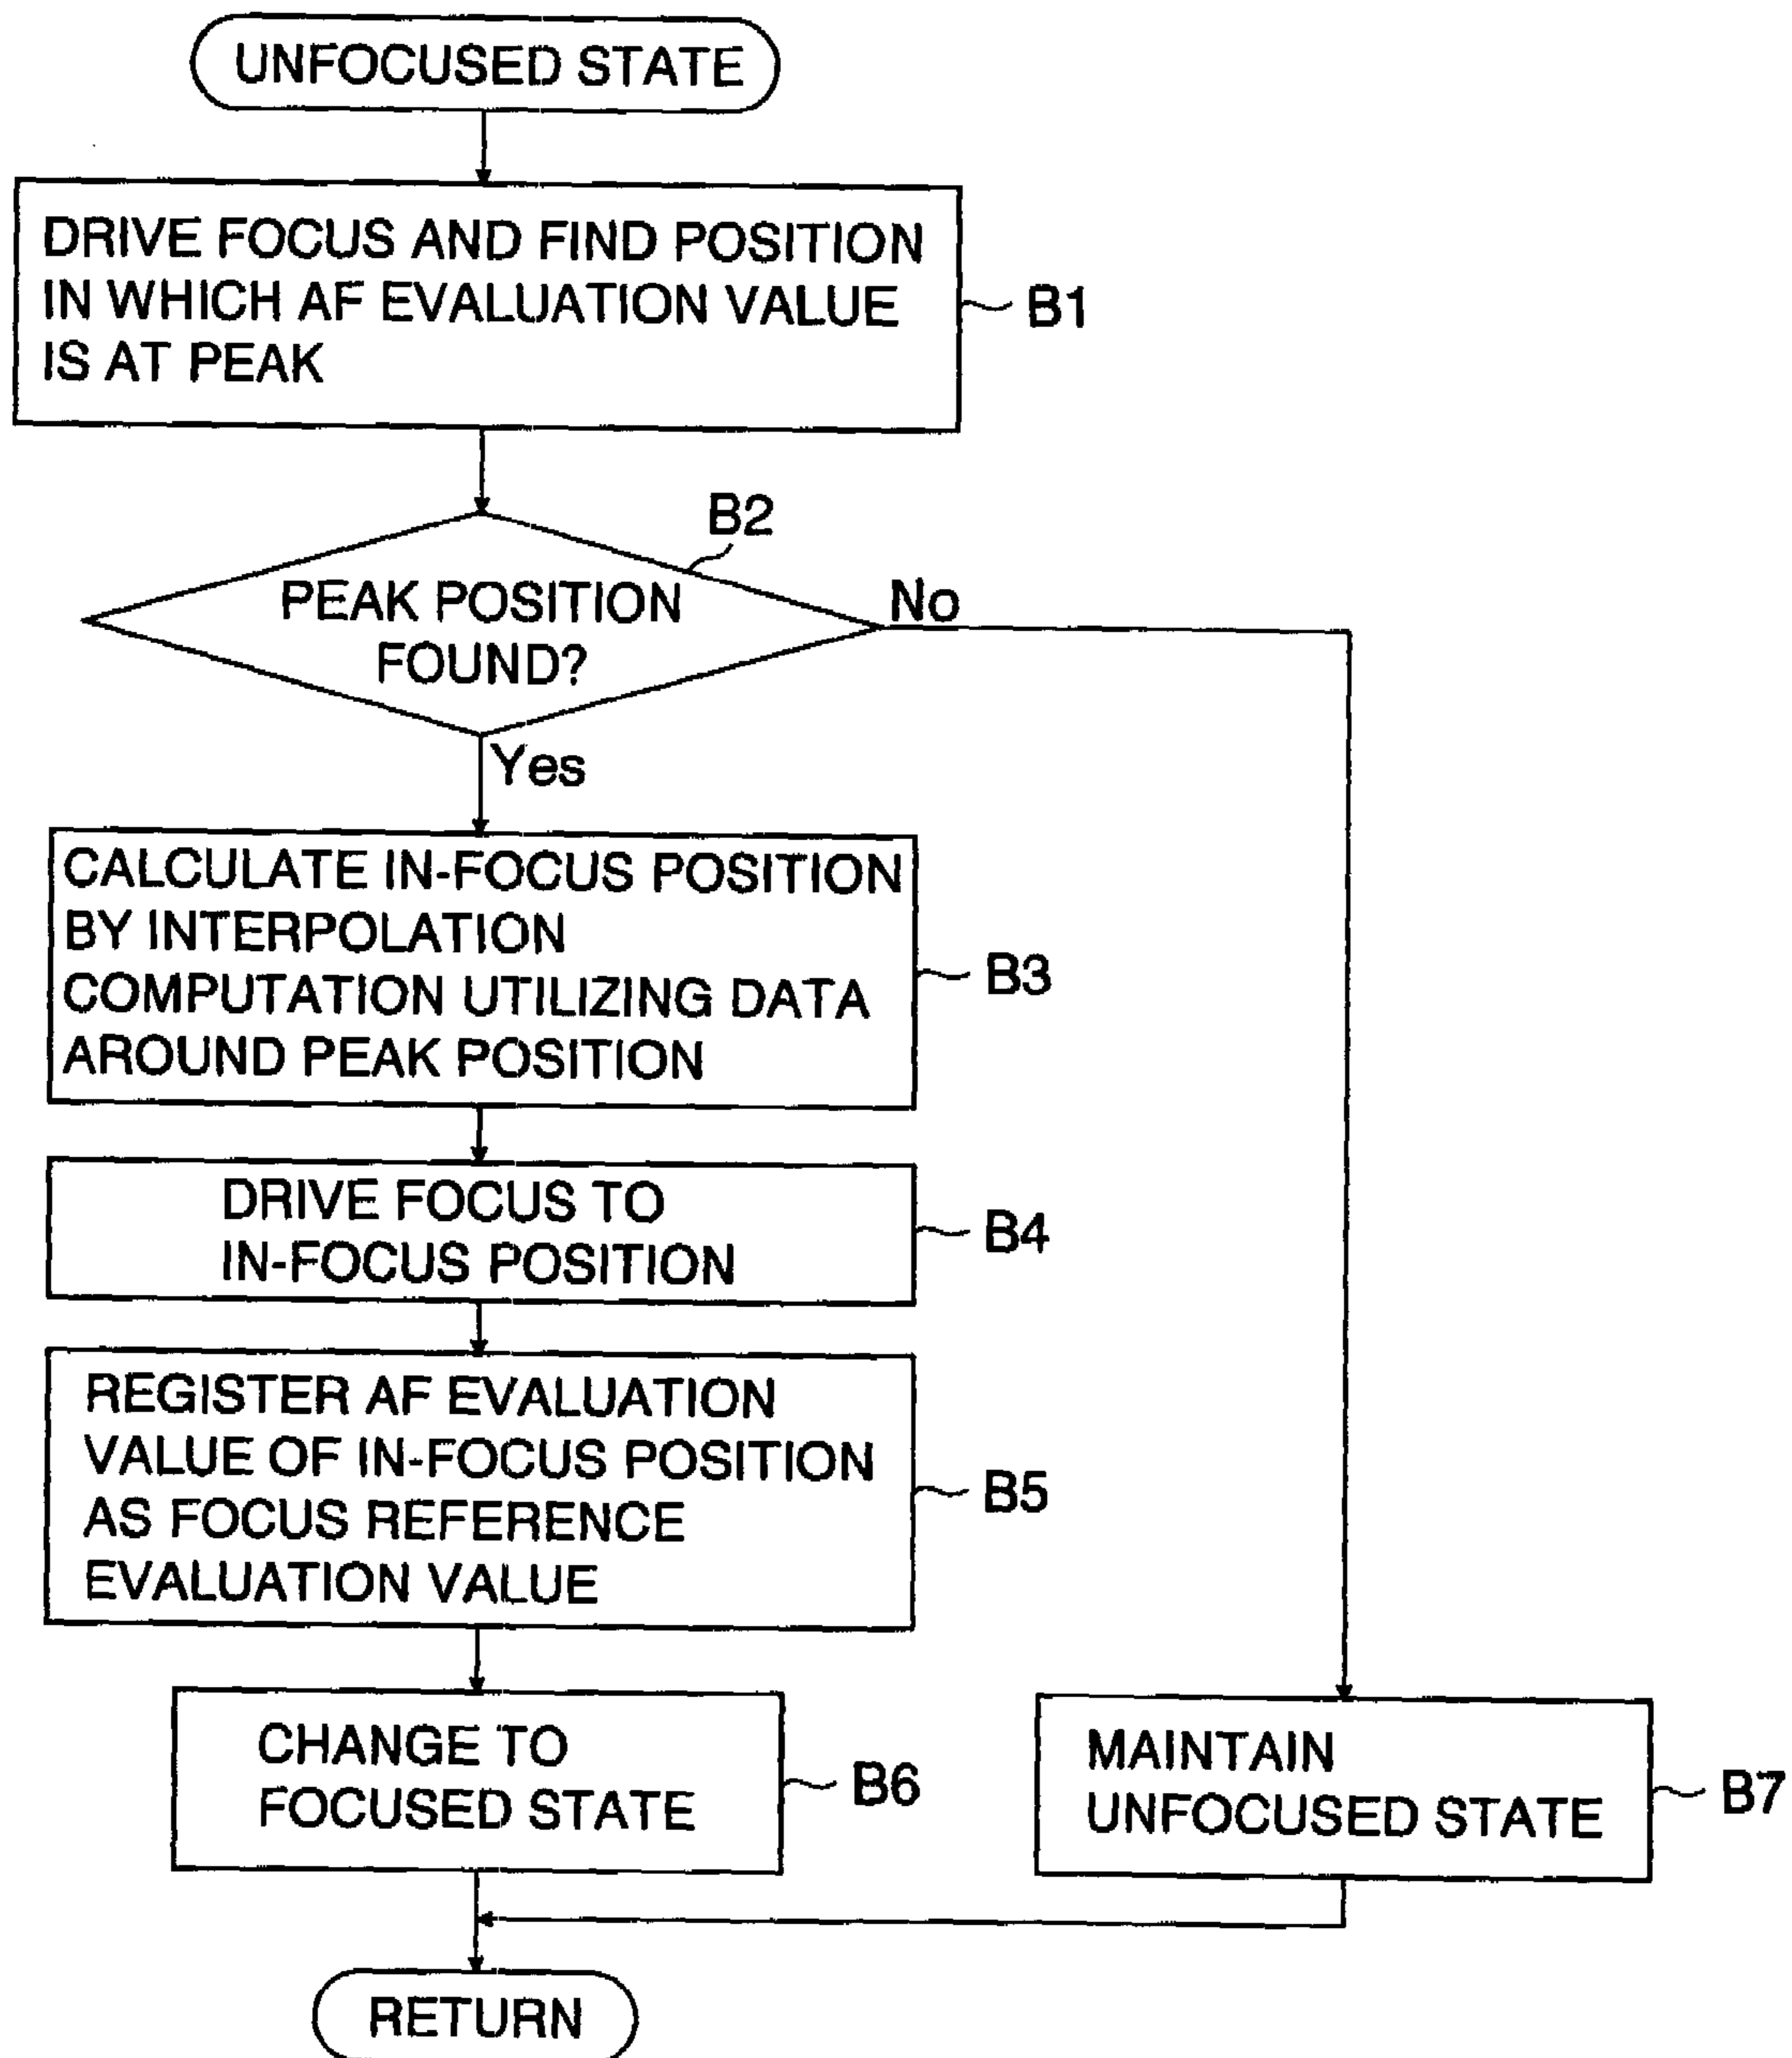 UNFOCUSED STATE
DRIVE FOCUS AND FIND POSITION
IN WHICH AF EVALUATION VALUE
IS AT PEAK
B1
B2
PEAK POSITION
FOUND?
No
Yes
CALCULATE IN-FOCUS POSITION
BY INTERPOLATION
COMPUTATION UTILIZING DATA
AROUND PEAK POSITION
B3
DRIVE FOCUS TO
IN-FOCUS POSITION
B4
REGISTER AF EVALUATION
VALUE OF IN-FOCUS POSITION
AS FOCUS REFERENCE
EVALUATION VALUE
B5
CHANGE TO
FOCUSED STATE
B6
MAINTAIN
UNFOCUSED STATE
B7
RETURN